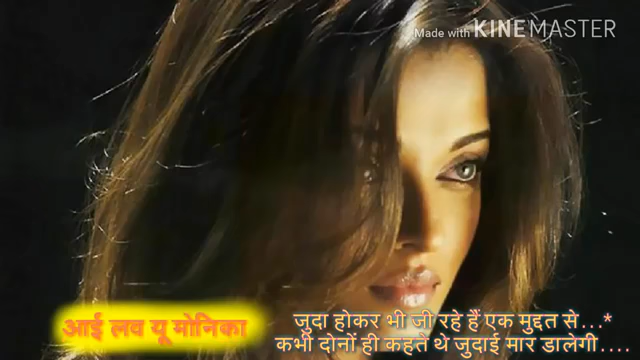 Made with KINEMASTER
आई लव यू मोनिका
जुदा होकर भी जी रहे हैं एक मुद्दत से...*
कभी दोनों ही कहते थे जुदाई मार डालेगी....